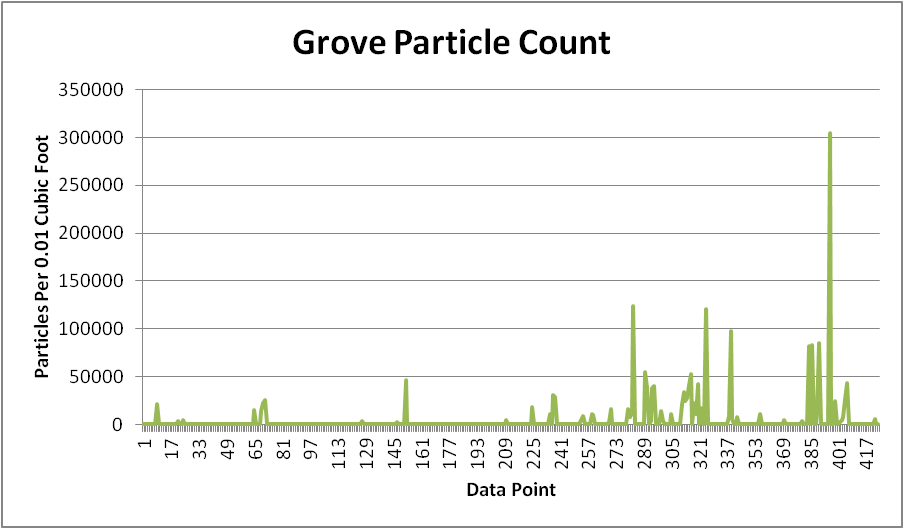 Grove Particle Count
Particles Per 0.01 Cubic Foot
350000
300000
250000
200000
150000
100000
50000
0
1 17 33 49 65 81 97 113 129 145 161 177 193 209 225 241 257 273 289 305 321 337 353 369 385 401 417
Data Point